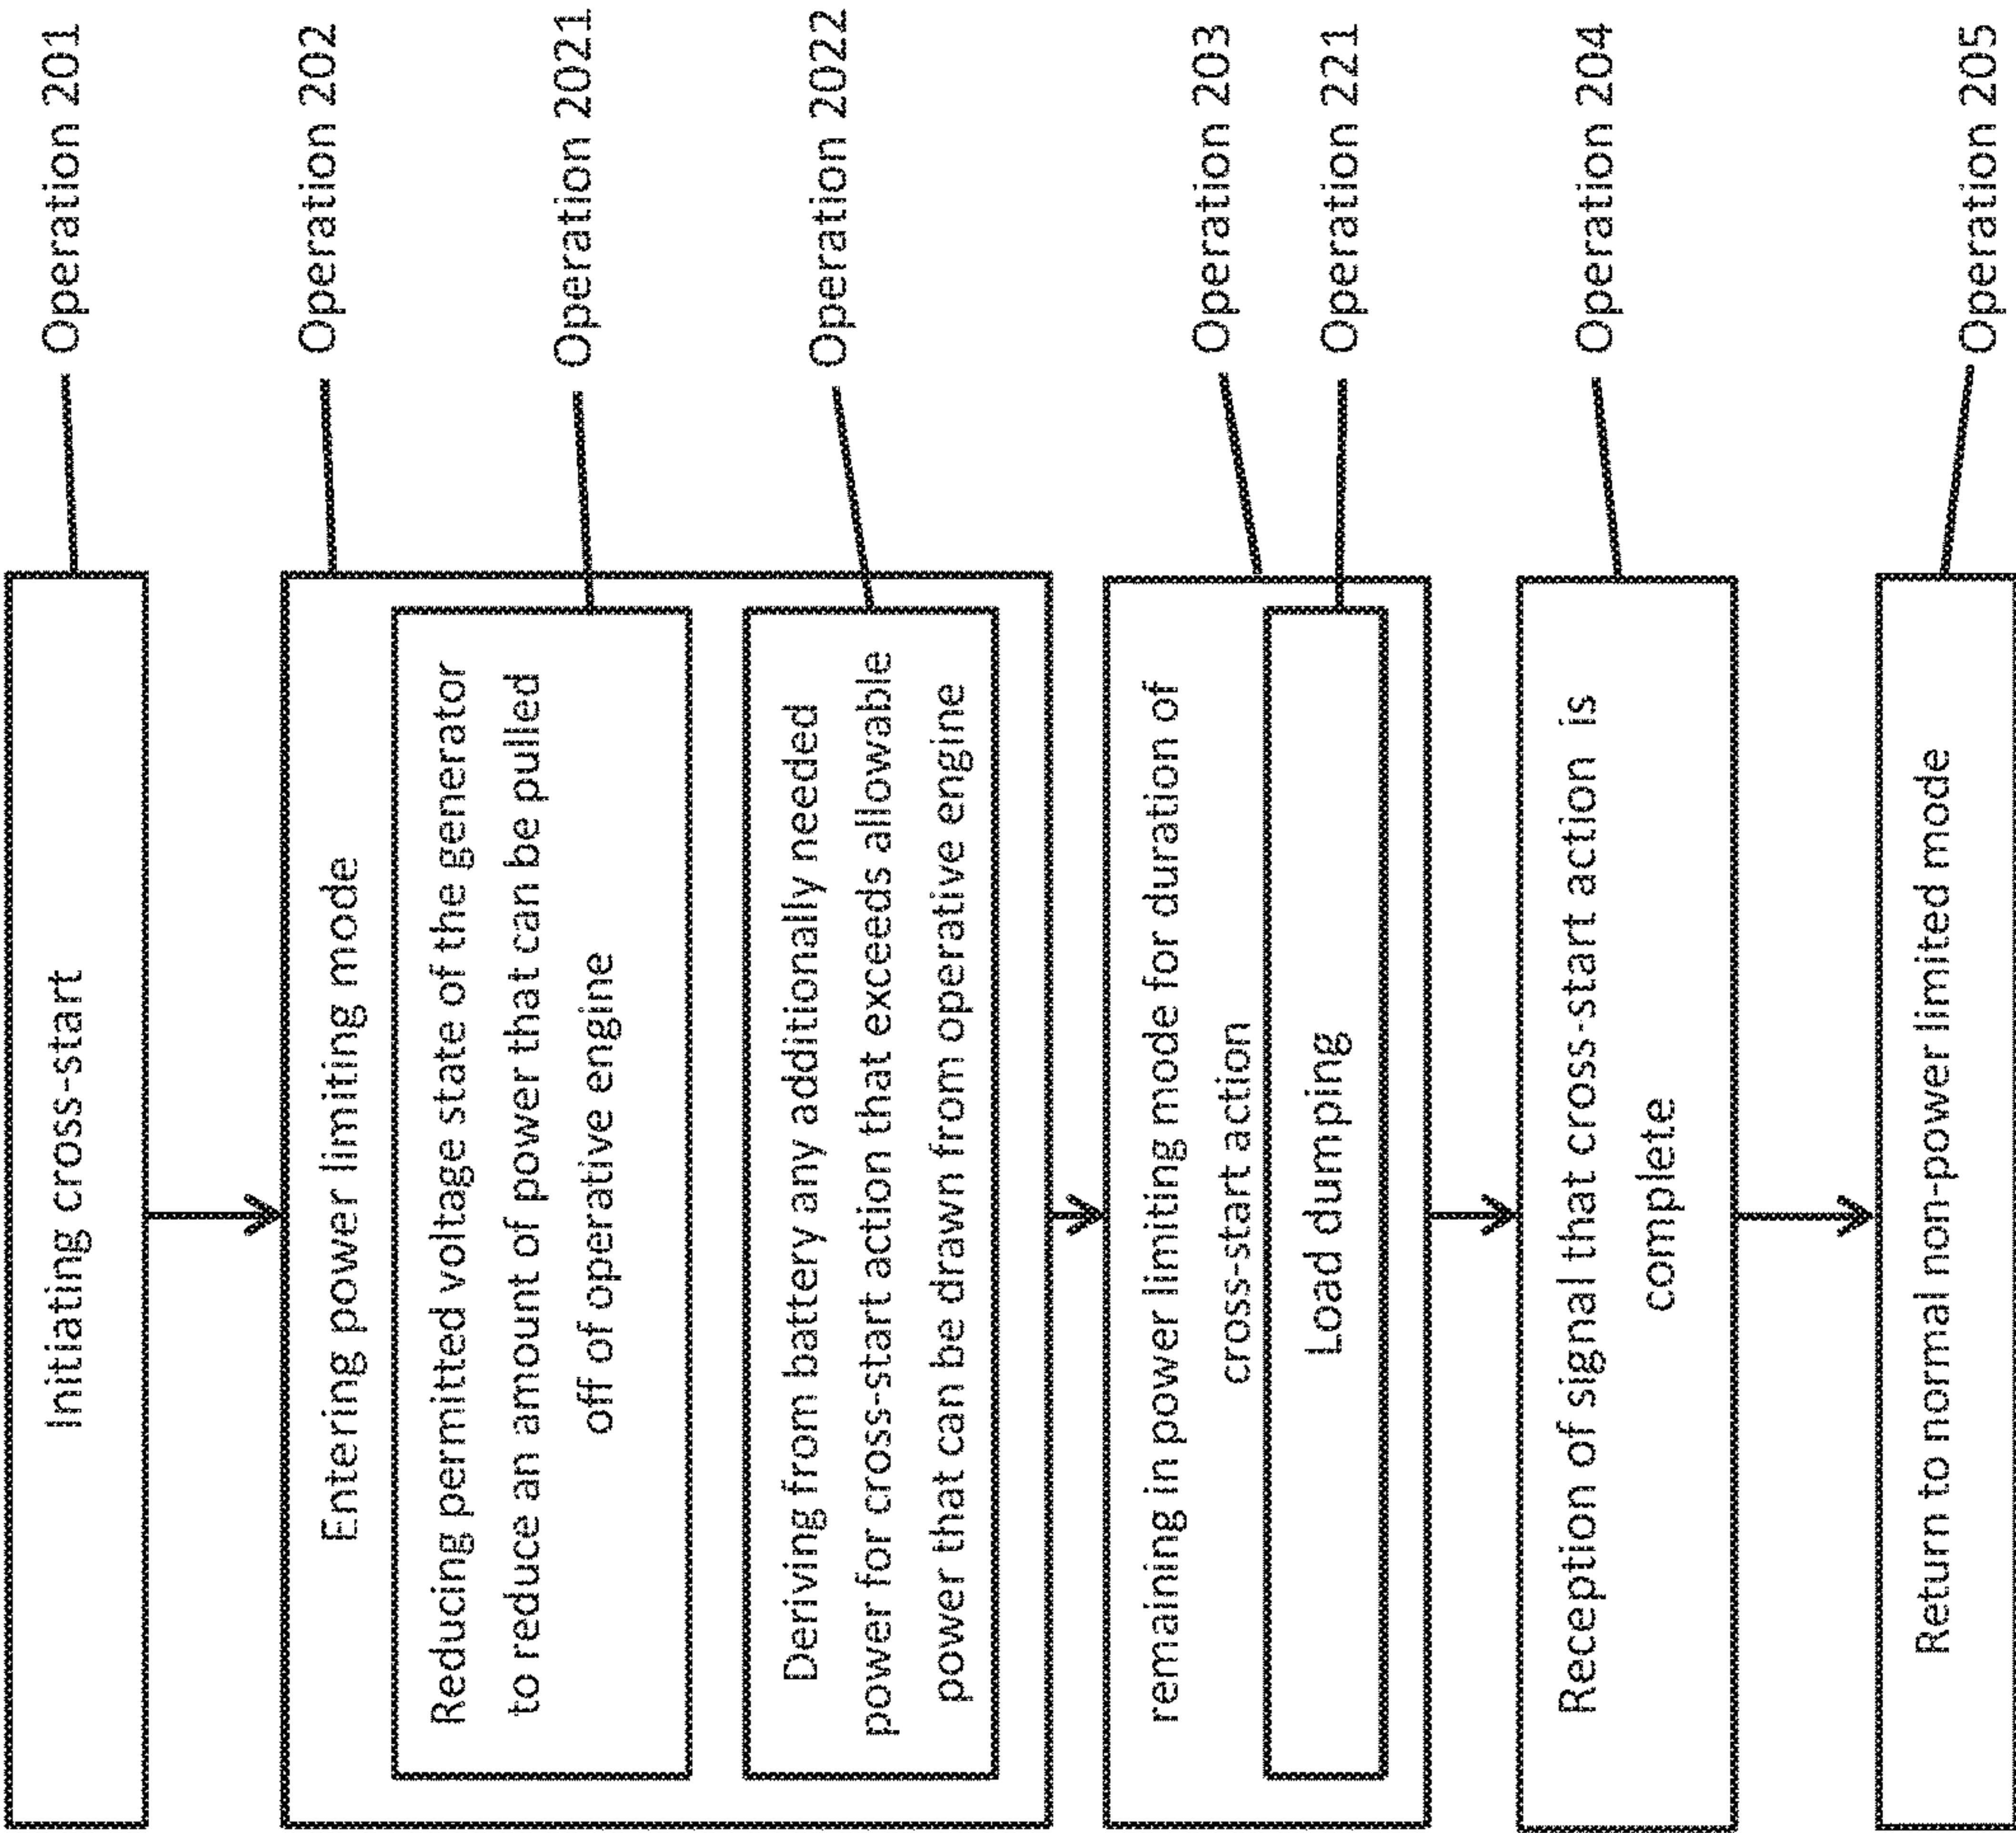 Initiating cross-start
Operation 201
Entering power limiting mode
Operation 202
Reducing permitted voltage state of the generator
to reduce an amount of power that can be pulled
off of operative engine
Operation 2021
Deriving from battery any additionally needed
power for cross-start action that exceeds allowable
power that can be drawn from operative engine
Operation 2022
remaining in power limiting mode for duration of
cross-start action
Operation 203
Load dumping
Operation 221
Reception of signal that cross-start action is
complete
Operation 204
Return to normal non-power limited mode
Operation 205